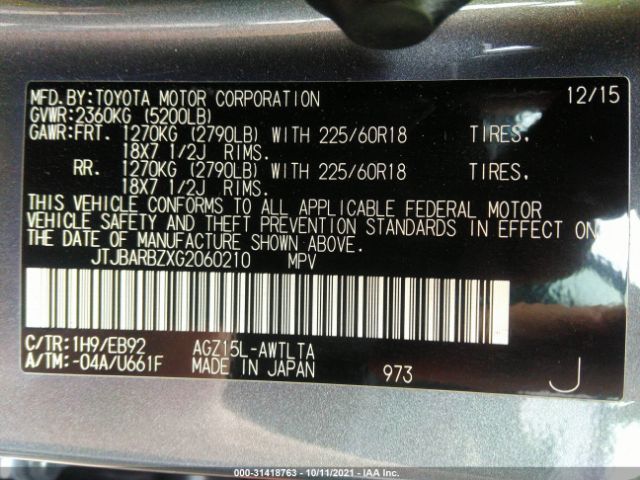 MFD.BY:TOYOTA MOTOR CORPORATION 12/15
GVWR:2360KG (5200LB)
GAWR:FRT. 1270KG (2790LB) WITH 225/60R18 TIRES,
18X7 1/2J RIMS.
RR. 1270KG (2790LB) WITH 225/60R18 TIRES,
18X7 1/2J RIMS.
THIS VEHICLE CONFORMS TO ALL APPLICABLE FEDERAL MOTOR
VEHICLE SAFETY AND THEFT PREVENTION STANDARDS IN EFFECT ON
THE DATE OF MANUFACTURE SHOWN ABOVE.
JTJBARBZXG2060210 MPV
C/TR:1H9/EB92 AGZ15L-AWTLTA
A/TM:-04A/U661F MADE IN JAPAN 973 J
000-31418763 - 10/11/2021 - IAA Inc.